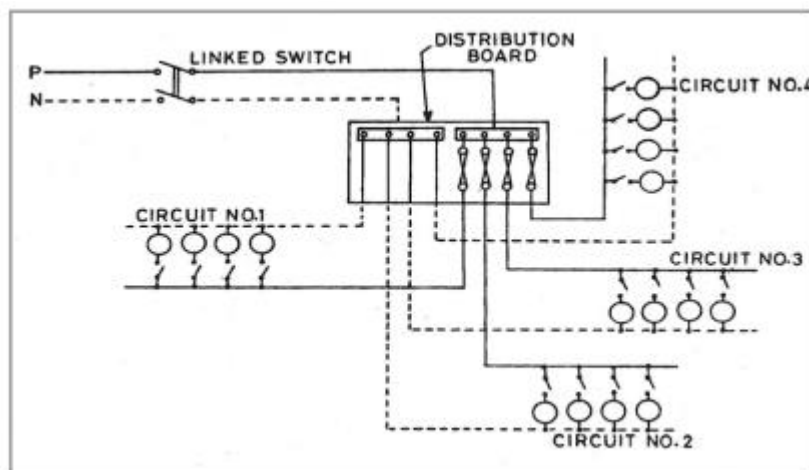 DISTRIBUTION
BOARD
LINKED SWITCH
P
N
CIRCUIT NO.4
CIRCUIT NO.1
CIRCUIT NO.3
CIRCUIT NO.2